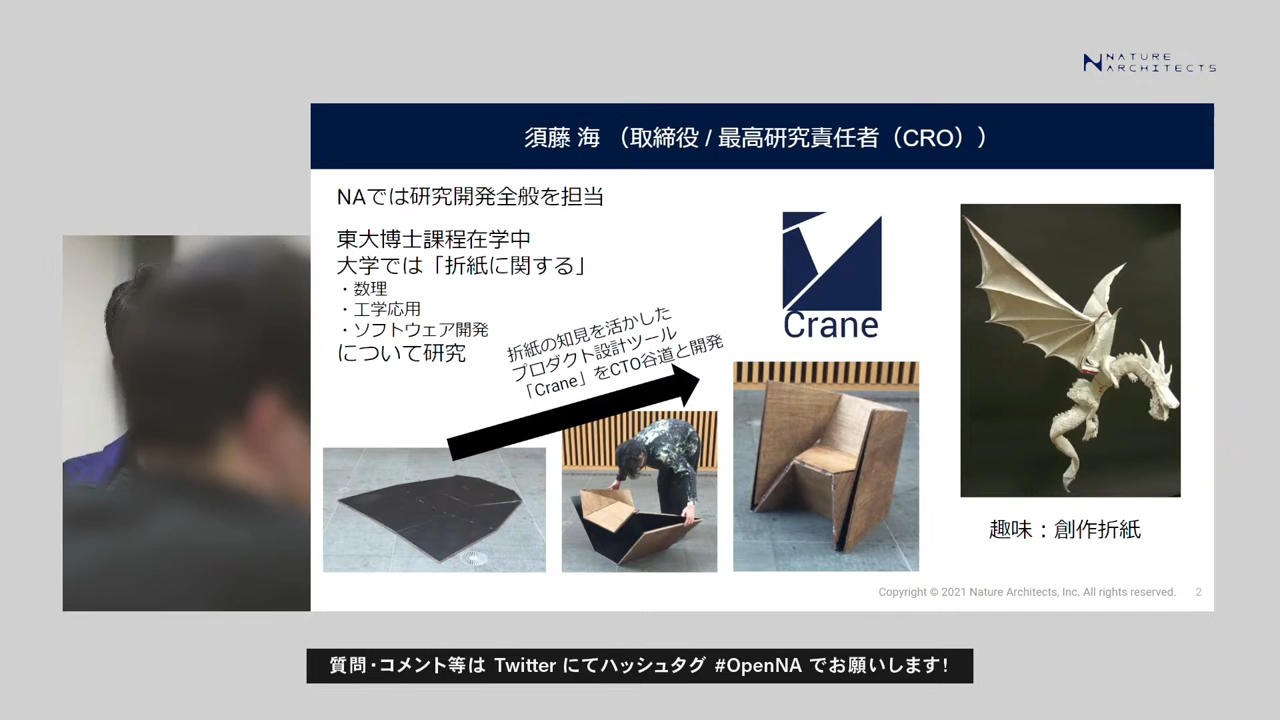 NATURE
ARCHITECTS
須藤 海 （取締役 / 最高研究責任者（CRO））
NAでは研究開発全般を担当
東大博士課程在学中
大学では「折紙に関する」
・数理
・工学応用
・ソフトウェア開発
について研究
折紙の知見を活かした
プロダクト設計ツール
「Crane」をCTO谷道と開発
Crane
趣味：創作折紙
Copyright © 2021 Nature Architects, Inc. All rights reserved. 2
質問・コメント等は Twitter にてハッシュタグ #OpenNA でお願いします！